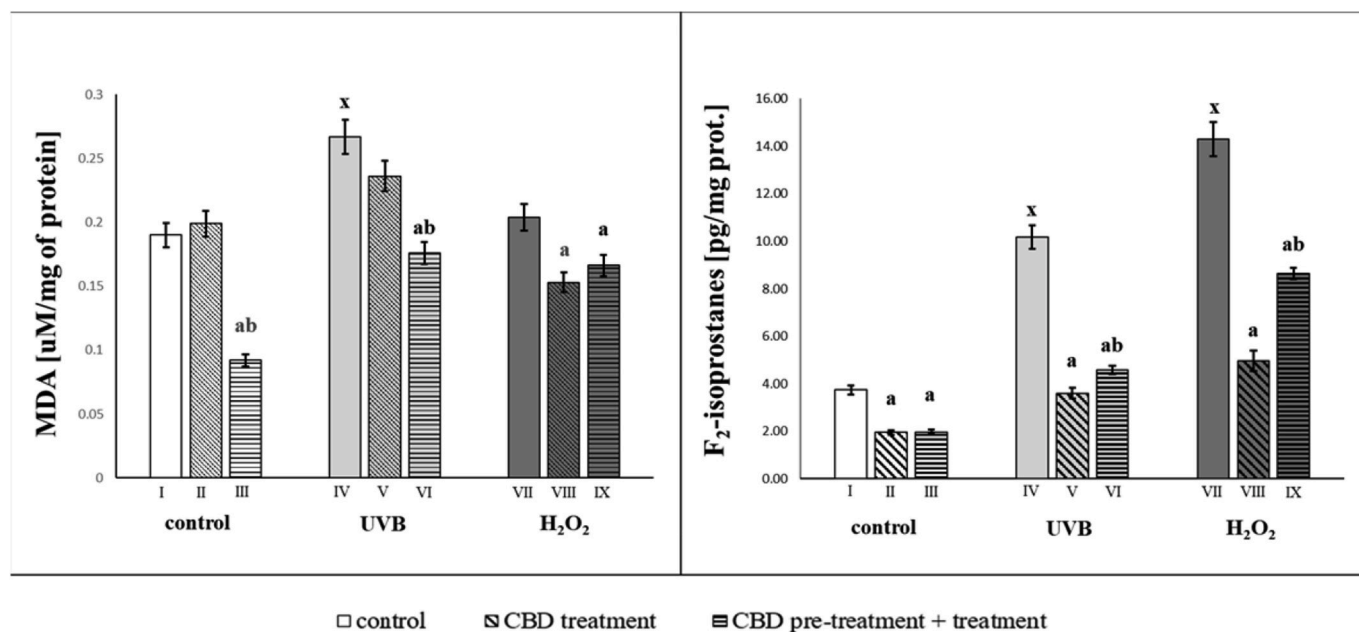 MDA [uM/mg of protein]
0.3
0.25
0.2
0.15
0.1
0.05
0
x
ab
ab
a
a
I II III IV V VI VII VIII IX
control UVB H₂O₂
F₂-isoprostanes [pg/mg prot.]
16.00
14.00
12.00
10.00
8.00
6.00
4.00
2.00
0.00
x
x
ab
a
ab
a
a
a
I II III IV V VI VII VIII IX
control UVB H₂O₂
control CBD treatment CBD pre-treatment + treatment